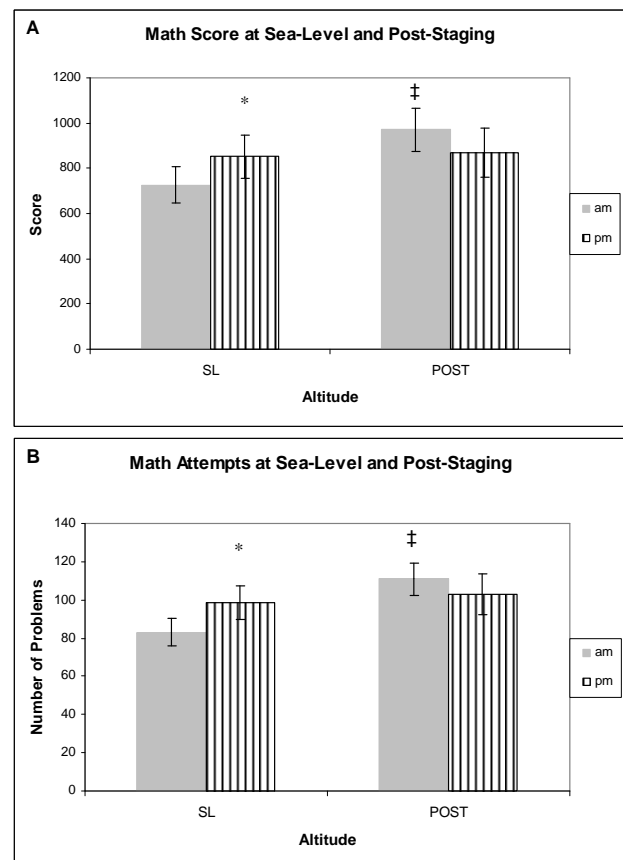 A
Math Score at Sea-Level and Post-Staging
1200
1000
800
600
400
200
0
Score
*
‡
SL
POST
Altitude
am
pm
B
Math Attempts at Sea-Level and Post-Staging
140
120
100
80
60
40
20
0
Number of Problems
*
‡
SL
POST
Altitude
am
pm